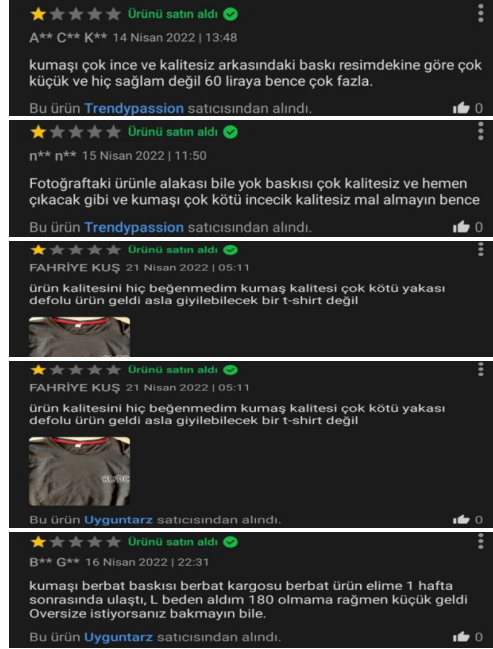 Ürünü satın aldı
A** C** K** 14 Nisan 2022 | 13:48
kumaşı çok ince ve kalitesiz arkasındaki baskı resimdekine göre çok
küçük ve hiç sağlam değil 60 liraya bence çok fazla.
Bu ürün Trendypassion satıcısından alındı. 0
Ürünü satın aldı
n** n** 15 Nisan 2022 | 11:50
Fotoğraftaki ürünle alakası bile yok baskısı çok kalitesiz ve hemen
çıkacak gibi ve kumaşı çok kötü incecik kalitesiz mal almayın bence
Bu ürün Trendypassion satıcısından alındı. 0
Ürünü satın aldı
FAHRİYE KUŞ 21 Nisan 2022 | 05:11
ürün kalitesini hiç beğenmedim kumaş kalitesi çok kötü yakası
defolu ürün geldi asla giyilebilecek bir t-shirt değil
Ürünü satın aldı
FAHRİYE KUŞ 21 Nisan 2022 | 05:11
ürün kalitesini hiç beğenmedim kumaş kalitesi çok kötü yakası
defolu ürün geldi asla giyilebilecek bir t-shirt değil
Bu ürün Uyguntarz satıcısından alındı. 0
Ürünü satın aldı
B** G** 16 Nisan 2022 | 22:31
kumaşı berbat baskısı berbat kargosu berbat ürün elime 1 hafta
sonrasında ulaştı, L beden aldım 180 olmama rağmen küçük geldi
Oversize istiyorsanız bakmayın bile.
Bu ürün Uyguntarz satıcısından alındı. 0